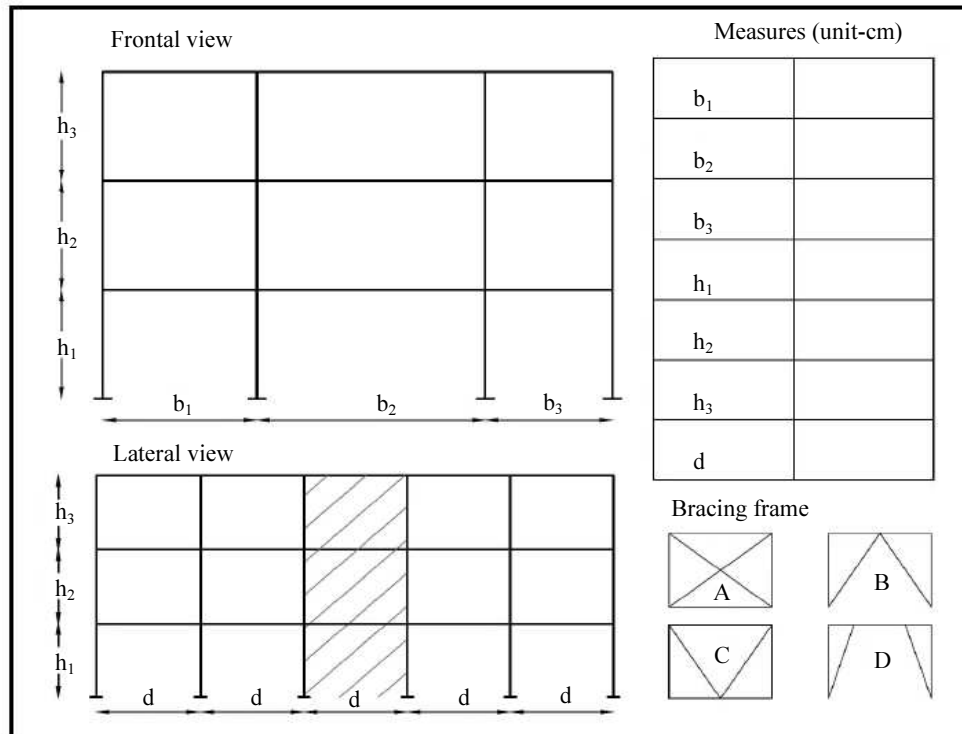 Frontal view
h₃
h₂
h₁
b₁ b₂ b₃
Lateral view
h₃
h₂
h₁
d d d d d
Measures (unit-cm)
b₁
b₂
b₃
h₁
h₂
h₃
d
Bracing frame
A B
C D